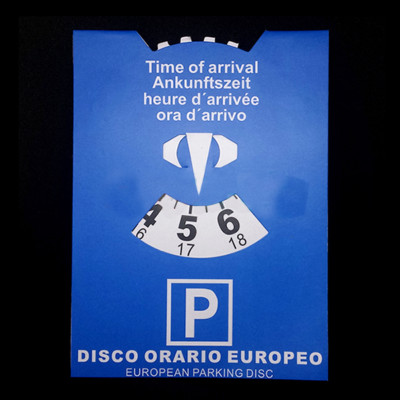 Time of arrival
Ankunftszeit
heure d´arrivée
ora d´arrivo
4 5 6
6 17 18
P
DISCO ORARIO EUROPEO
EUROPEAN PARKING DISC